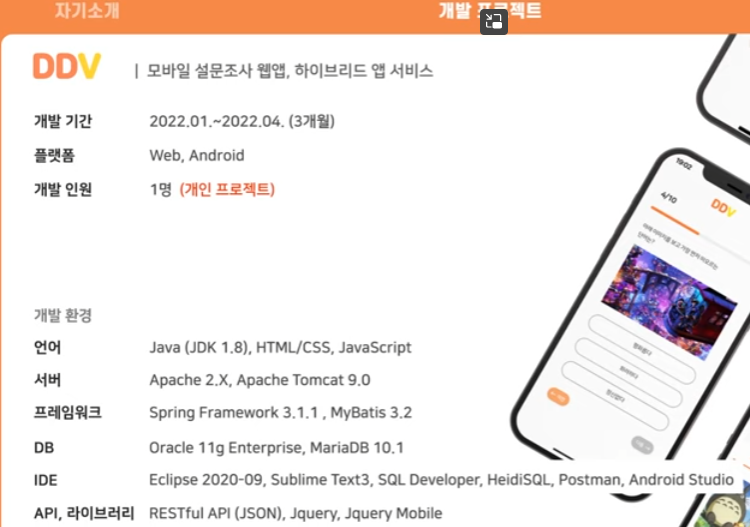 자기소개
개발 프로젝트
DDV | 모바일 설문조사 웹앱, 하이브리드 앱 서비스
개발 기간 2022.01.~2022.04. (3개월)
플랫폼 Web, Android
개발 인원 1명 (개인 프로젝트)
개발 환경
언어 Java (JDK 1.8), HTML/CSS, JavaScript
서버 Apache 2.X, Apache Tomcat 9.0
프레임워크 Spring Framework 3.1.1 , MyBatis 3.2
DB Oracle 11g Enterprise, MariaDB 10.1
IDE Eclipse 2020-09, Sublime Text3, SQL Developer, HeidiSQL, Postman, Android Studio
API, 라이브러리 RESTful API (JSON), Jquery, Jquery Mobile
19:02
4/10
DDV